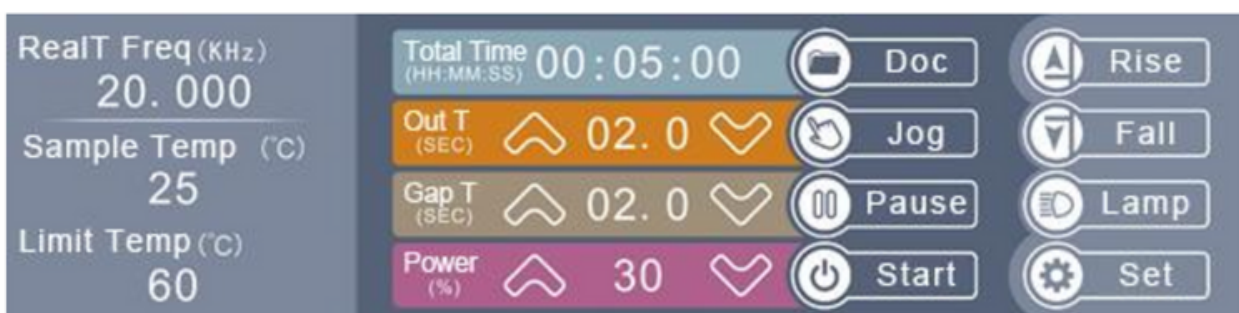 RealT Freq (KHz)
20. 000
Sample Temp (℃)
25
Limit Temp (℃)
60
Total Time 00:05:00
(HH:MM:SS)
Out T 02. 0
(SEC)
Gap T 02. 0
(SEC)
Power 30
(%)
Doc
Jog
Pause
Start
Rise
Fall
Lamp
Set